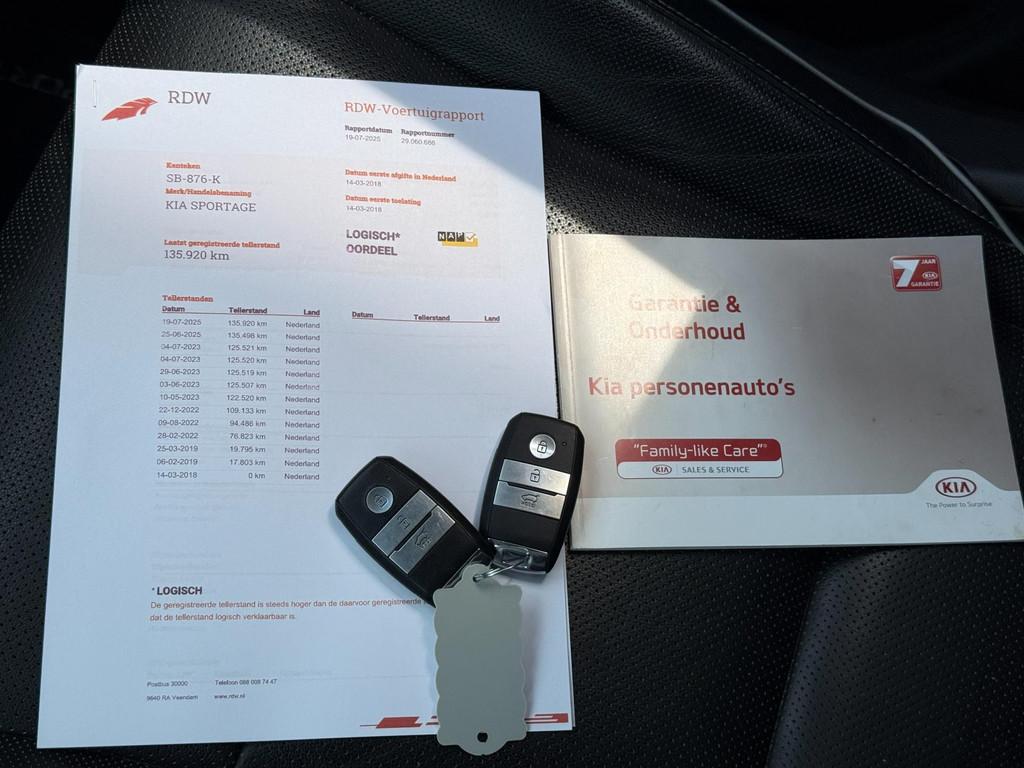 RDW
RDW-Voertuigrapport
Rapportdatum Rapportnummer
19-07-2025 29.060.666
Kenteken
SB-876-K
Merk/Handelsbenaming
KIA SPORTAGE
Datum eerste afgifte in Nederland
14-03-2018
Datum eerste toelating
14-03-2018
Laatst geregistreerde tellerstand
135.920 km
LOGISCH*
OORDEEL
NAP
Tellerstanden
Datum Tellerstand Land
Datum Tellerstand Land
19-07-2025 135.920 km Nederland
25-06-2025 135.498 km Nederland
04-07-2023 125.521 km Nederland
04-07-2023 125.520 km Nederland
29-06-2023 125.519 km Nederland
03-06-2023 125.507 km Nederland
10-05-2023 122.520 km Nederland
22-12-2022 109.133 km Nederland
09-08-2022 94.486 km Nederland
28-02-2022 76.823 km Nederland
25-03-2019 19.795 km Nederland
06-02-2019 17.803 km Nederland
14-03-2018 0 km Nederland
* LOGISCH
De geregistreerde tellerstand is steeds hoger dan de daarvoor geregistreerde
dat de tellerstand logisch verklaarbaar is.
Postbus 30000 Telefoon 088 008 74 47
9640 RA Veendam www.rdw.nl
7 JAAR
KIA
GARANTIE
Garantie &
Onderhoud
Kia personenauto's
"Family-like Care"®
KIA SALES & SERVICE
KIA
The Power to Surprise